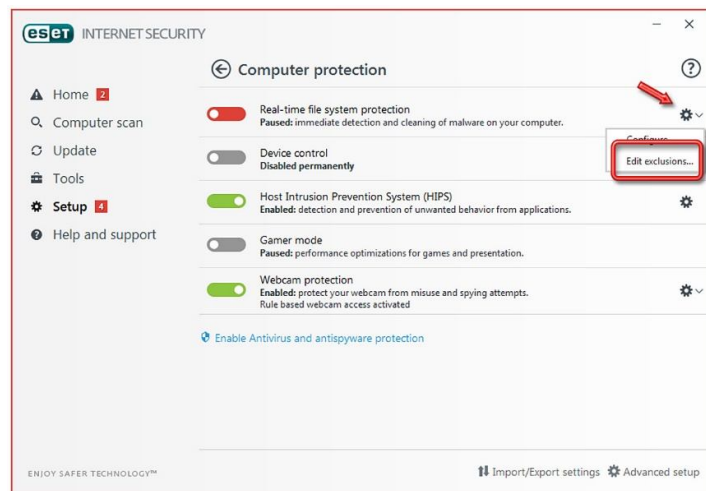 eset INTERNET SECURITY
Computer protection
?
Home 2
Computer scan
Update
Tools
Setup 4
Help and support
Real-time file system protection
Paused: immediate detection and cleaning of malware on your computer.
Configure...
Edit exclusions...
Device control
Disabled permanently
Host Intrusion Prevention System (HIPS)
Enabled: detection and prevention of unwanted behavior from applications.
Gamer mode
Paused: performance optimizations for games and presentation.
Webcam protection
Enabled: protect your webcam from misuse and spying attempts.
Rule based webcam access activated
Enable Antivirus and antispyware protection
ENJOY SAFER TECHNOLOGY™
Import/Export settings Advanced setup